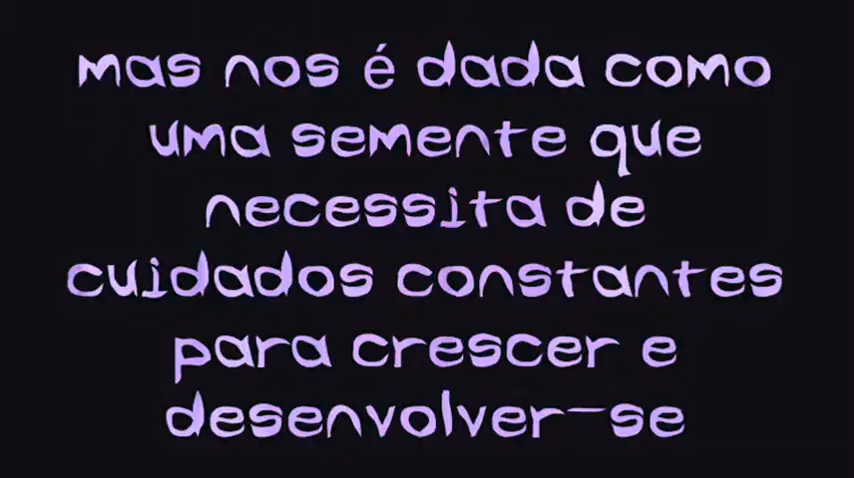 mas nos é dada como
uma semente que
necessita de
cuidados constantes
para crescer e
desenvolver-se